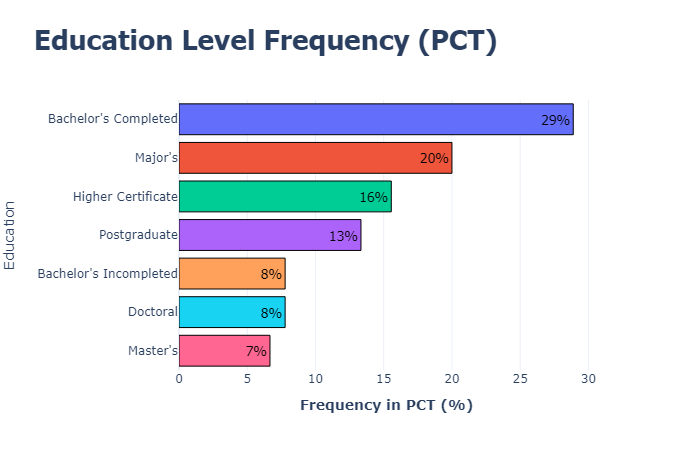 Education Level Frequency (PCT)
Education
Bachelor's Completed 29%
Major's 20%
Higher Certificate 16%
Postgraduate 13%
Bachelor's Incompleted 8%
Doctoral 8%
Master's 7%
0 5 10 15 20 25 30
Frequency in PCT (%)